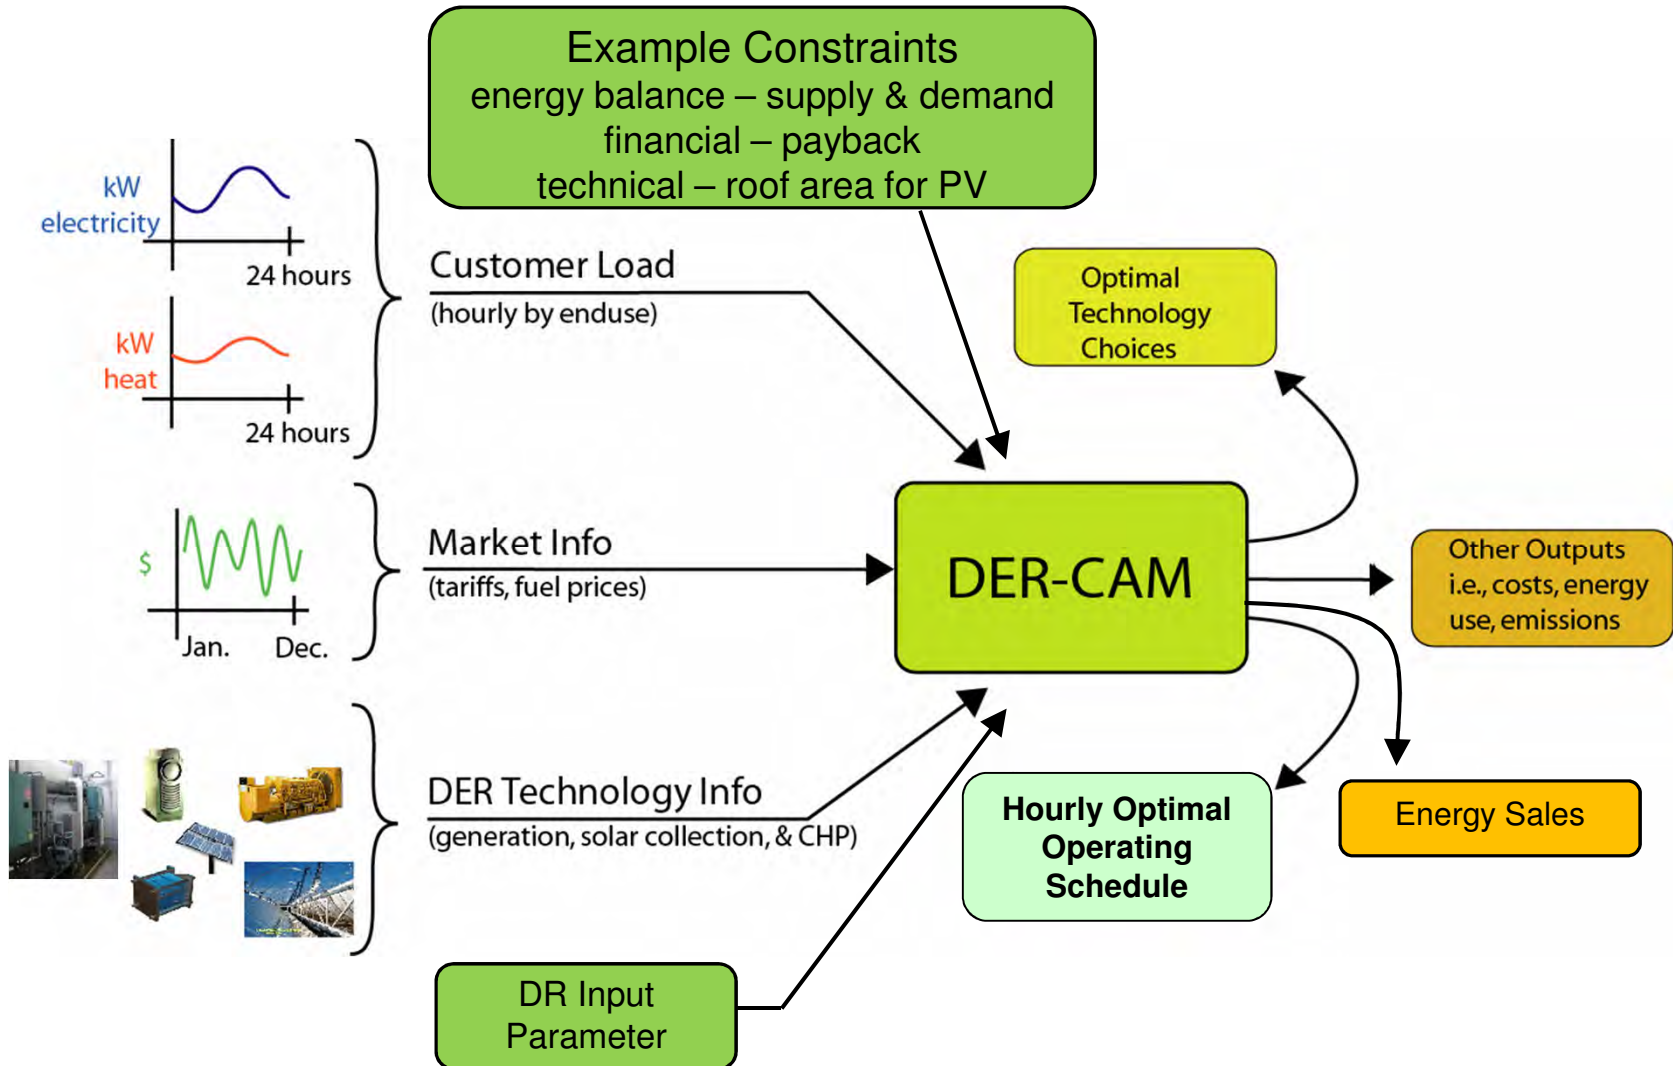 Example Constraints
energy balance – supply & demand
financial – payback
technical – roof area for PV
kW
electricity
24 hours
kW
heat
24 hours
Customer Load
(hourly by enduse)
$
Jan.
Dec.
Market Info
(tariffs, fuel prices)
DER Technology Info
(generation, solar collection, & CHP)
DR Input
Parameter
DER-CAM
Optimal
Technology
Choices
Other Outputs
i.e., costs, energy
use, emissions
Energy Sales
Hourly Optimal
Operating
Schedule